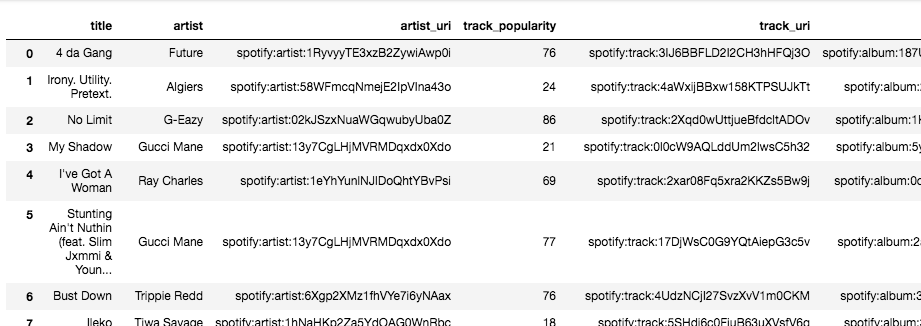 title artist artist_uri track_popularity track_uri
0 4 da Gang Future spotify:artist:1RyvyyTE3xzB2ZywiAwp0i 76 spotify:track:3IJ6BBFLD2I2CH3hHFQj3O spotify:album:187U
1 Irony. Utility.
Pretext. Algiers spotify:artist:58WFmcqNmejE2IpVIna43o 24 spotify:track:4aWxijBBxw158KTPSUJkTt spotify:album:
2 No Limit G-Eazy spotify:artist:02kJSzxNuaWGqwubyUba0Z 86 spotify:track:2Xqd0wUttjueBfdcltADOv spotify:album:1
3 My Shadow Gucci Mane spotify:artist:13y7CgLHjMVRMDqxdx0Xdo 21 spotify:track:0l0cW9AQLddUm2lwsC5h32 spotify:album:5y
4 I've Got A
Woman Ray Charles spotify:artist:1eYhYunlNJlDoQhtYBvPsi 69 spotify:track:2xar08Fq5xra2KKZs5Bw9j spotify:album:0c
5 Stunting
Ain't Nuthin
(feat. Slim
Jxmmi &
Youn... Gucci Mane spotify:artist:13y7CgLHjMVRMDqxdx0Xdo 77 spotify:track:17DjWsC0G9YQtAiepG3c5v spotify:album:2
6 Bust Down Trippie Redd spotify:artist:6Xgp2XMz1fhVYe7i6yNAax 76 spotify:track:4UdzNCjI27SvzXvV1m0CKM spotify:album:3
7 Ileko Tiwa Savage spotify:artist:1hNaHKp2Za5YdOAG0WnRbc 18 spotify:track:5SHdi6c0FjuB63uXVsfV6g spotify:album: